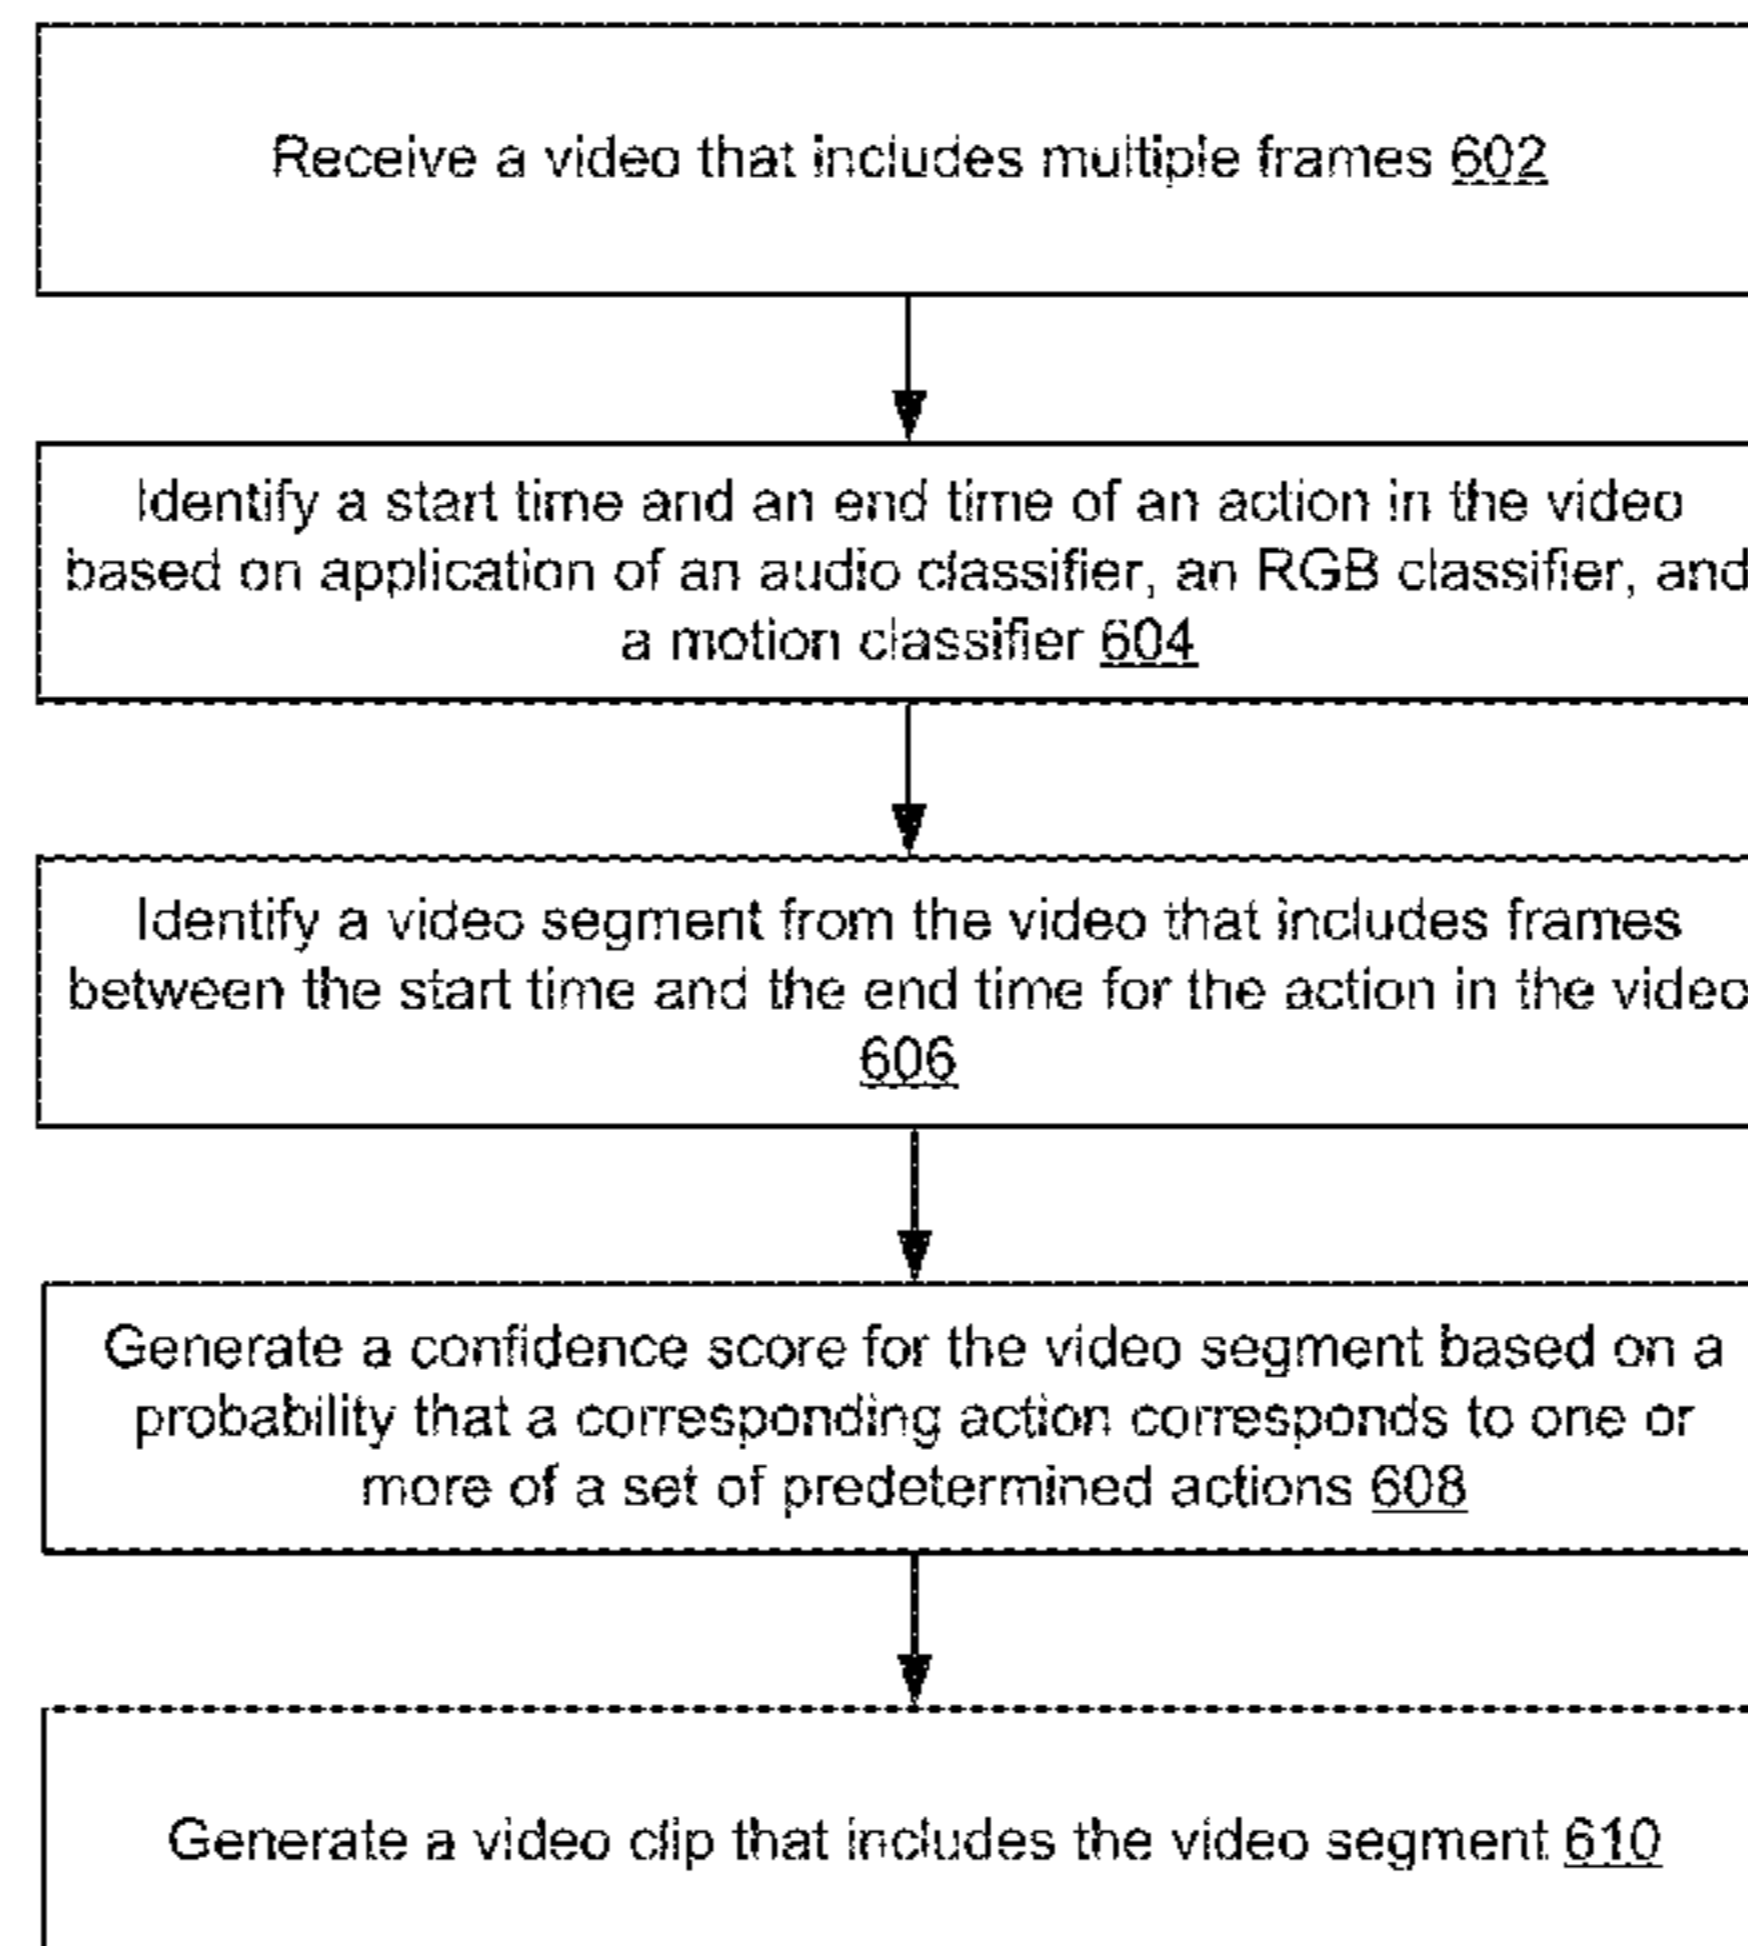 Receive a video that includes multiple frames 602
Identify a start time and an end time of an action in the video
based on application of an audio classifier, an RGB classifier, and
a motion classifier 604
Identify a video segment from the video that includes frames
between the start time and the end time for the action in the video
606
Generate a confidence score for the video segment based on a
probability that a corresponding action corresponds to one or
more of a set of predetermined actions 608
Generate a video clip that includes the video segment 610